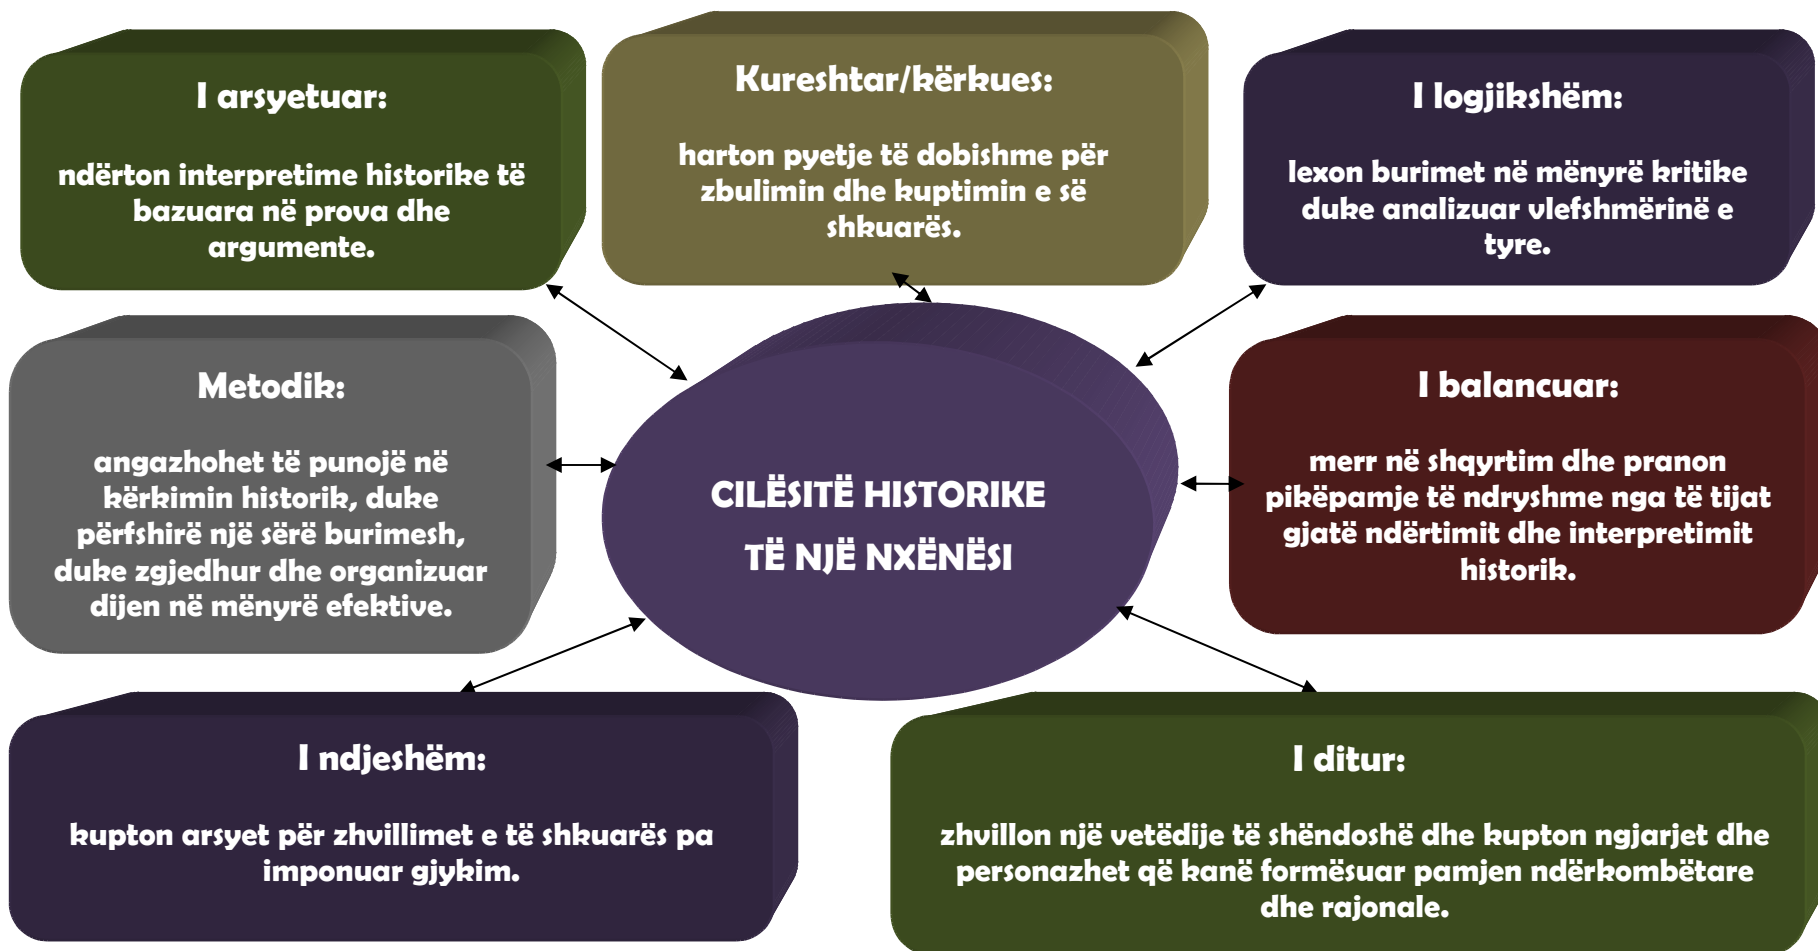 I arsyetuar:
ndërton interpretime historike të
bazuara në prova dhe
argumente.
Kureshtar/kërkues:
harton pyetje të dobishme për
zbulimin dhe kuptimin e së
shkuarës.
I logjikshëm:
lexon burimet në mënyrë kritike
duke analizuar vlefshmërinë e
tyre.
Metodik:
angazhohet të punojë në
kërkimin historik, duke
përfshirë një sërë burimesh,
duke zgjedhur dhe organizuar
dijen në mënyrë efektive.
CILËSITË HISTORIKE
TË NJË NXËNËSI
I balancuar:
merr në shqyrtim dhe pranon
pikëpamje të ndryshme nga të tijat
gjatë ndërtimit dhe interpretimit
historik.
I ndjeshëm:
kupton arsyet për zhvillimet e të shkuarës pa
imponuar gjykim.
I ditur:
zhvillon një vetëdije të shëndoshë dhe kupton ngjarjet dhe
personazhet që kanë formësuar pamjen ndërkombëtare
dhe rajonale.